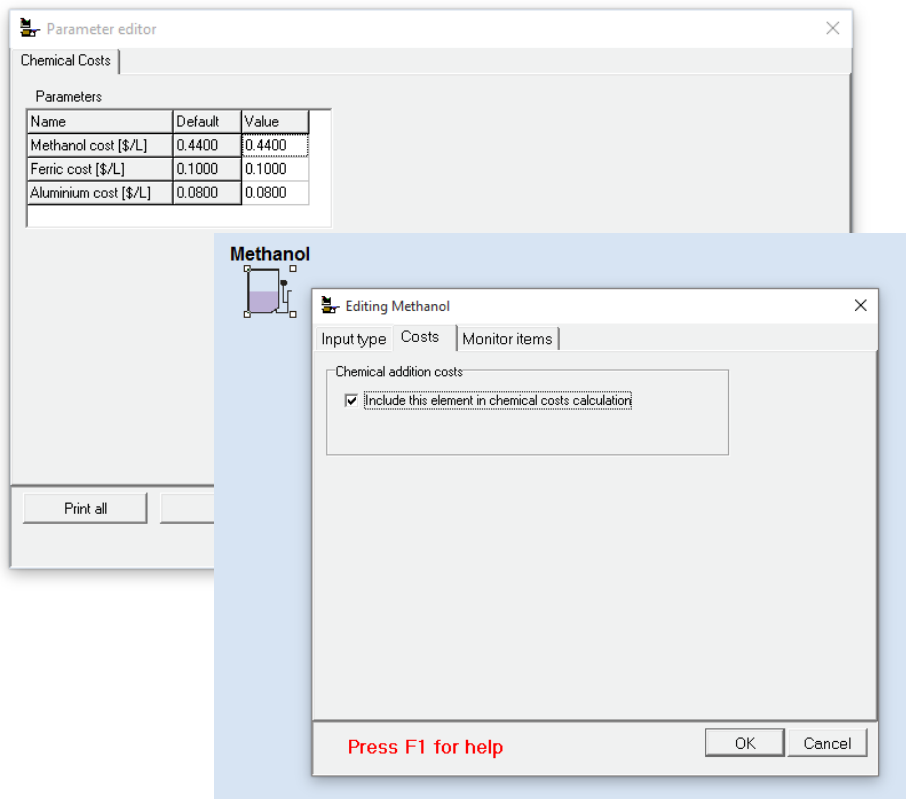 Parameter editor
Chemical Costs
Parameters
Name Default Value
Methanol cost [$/L] 0.4400 0.4400
Ferric cost [$/L] 0.1000 0.1000
Aluminium cost [$/L] 0.0800 0.0800
Print all
Methanol
Editing Methanol
Input type Costs Monitor items
Chemical addition costs
Include this element in chemical costs calculation
Press F1 for help
OK Cancel